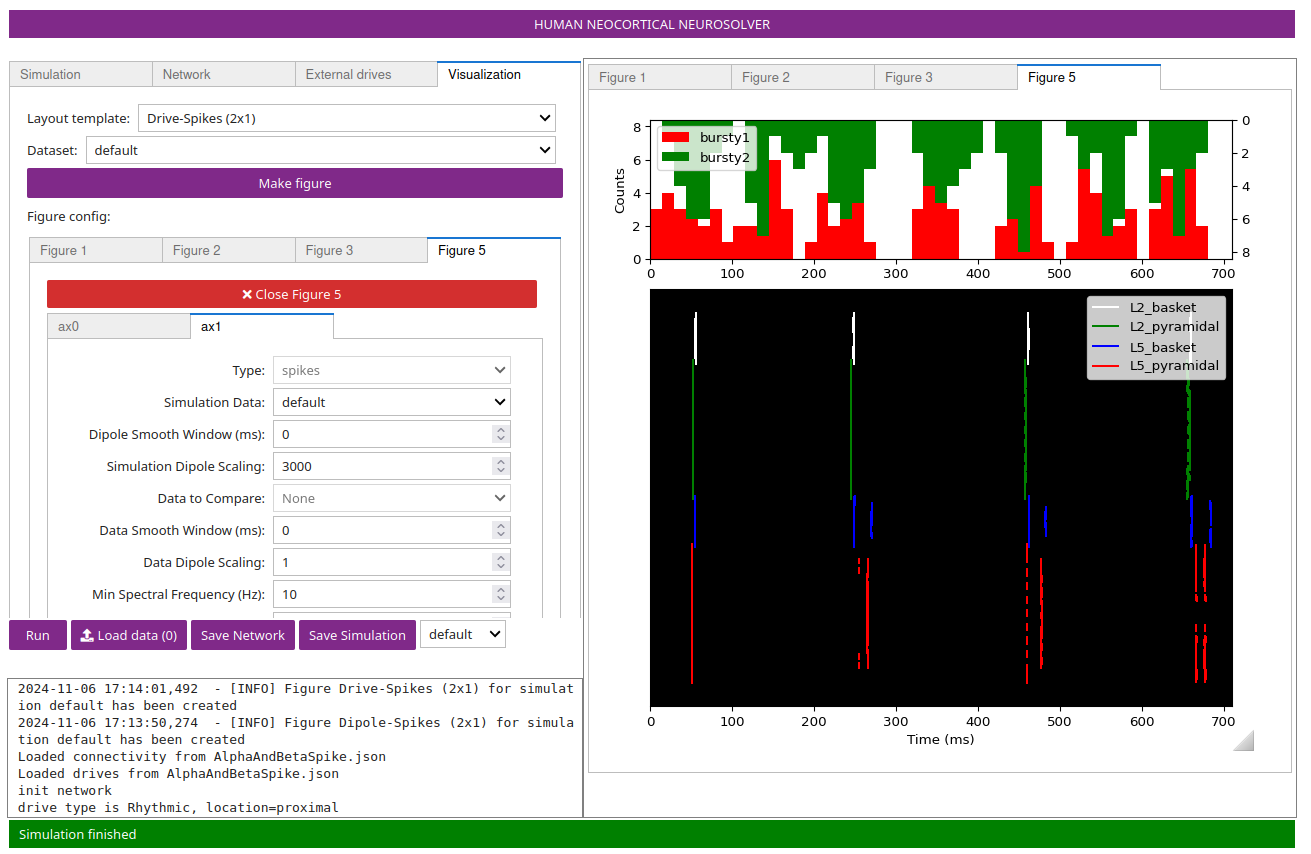 HUMAN NEOCORTICAL NEUROSOLVER
Simulation Network External drives Visualization
Layout template: Drive-Spikes (2x1)
Dataset: default
Make figure
Figure config:
Figure 1 Figure 2 Figure 3 Figure 5
Close Figure 5
ax0 ax1
Type: spikes
Simulation Data: default
Dipole Smooth Window (ms): 0
Simulation Dipole Scaling: 3000
Data to Compare: None
Data Smooth Window (ms): 0
Data Dipole Scaling: 1
Min Spectral Frequency (Hz): 10
Run Load data (0) Save Network Save Simulation default
2024-11-06 17:14:01,492 - [INFO] Figure Drive-Spikes (2x1) for simulat
ion default has been created
2024-11-06 17:13:50,274 - [INFO] Figure Dipole-Spikes (2x1) for simula
tion default has been created
Loaded connectivity from AlphaAndBetaSpike.json
Loaded drives from AlphaAndBetaSpike.json
init network
drive type is Rhythmic, location=proximal
Figure 1 Figure 2 Figure 3 Figure 5
8
6
4
2
0
Counts
bursty1
bursty2
0
2
4
6
8
0 100 200 300 400 500 600 700
L2_basket
L2_pyramidal
L5_basket
L5_pyramidal
0 100 200 300 400 500 600 700
Time (ms)
Simulation finished